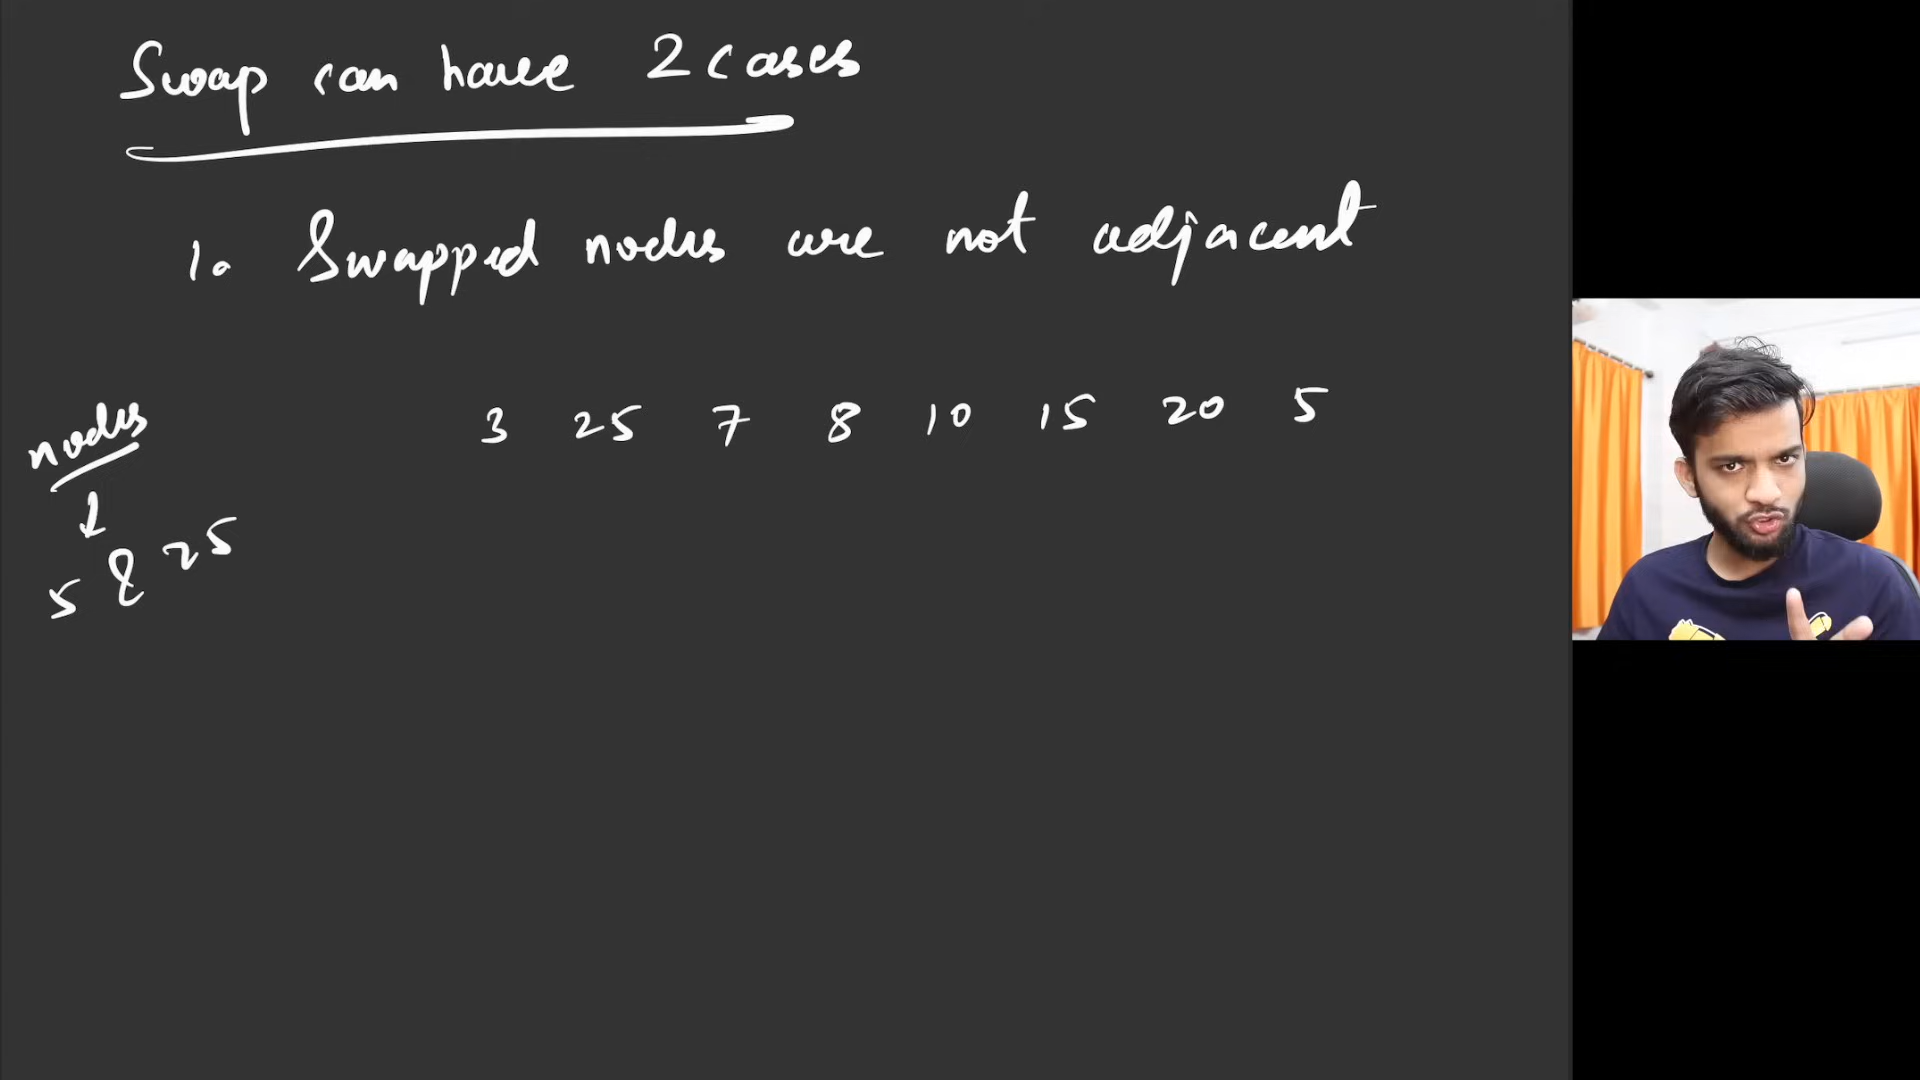 Swap can have 2 cases
1. Swapped nodes are not adjacent
3 25 7 8 10 15 20 5
nodes
5 & 25